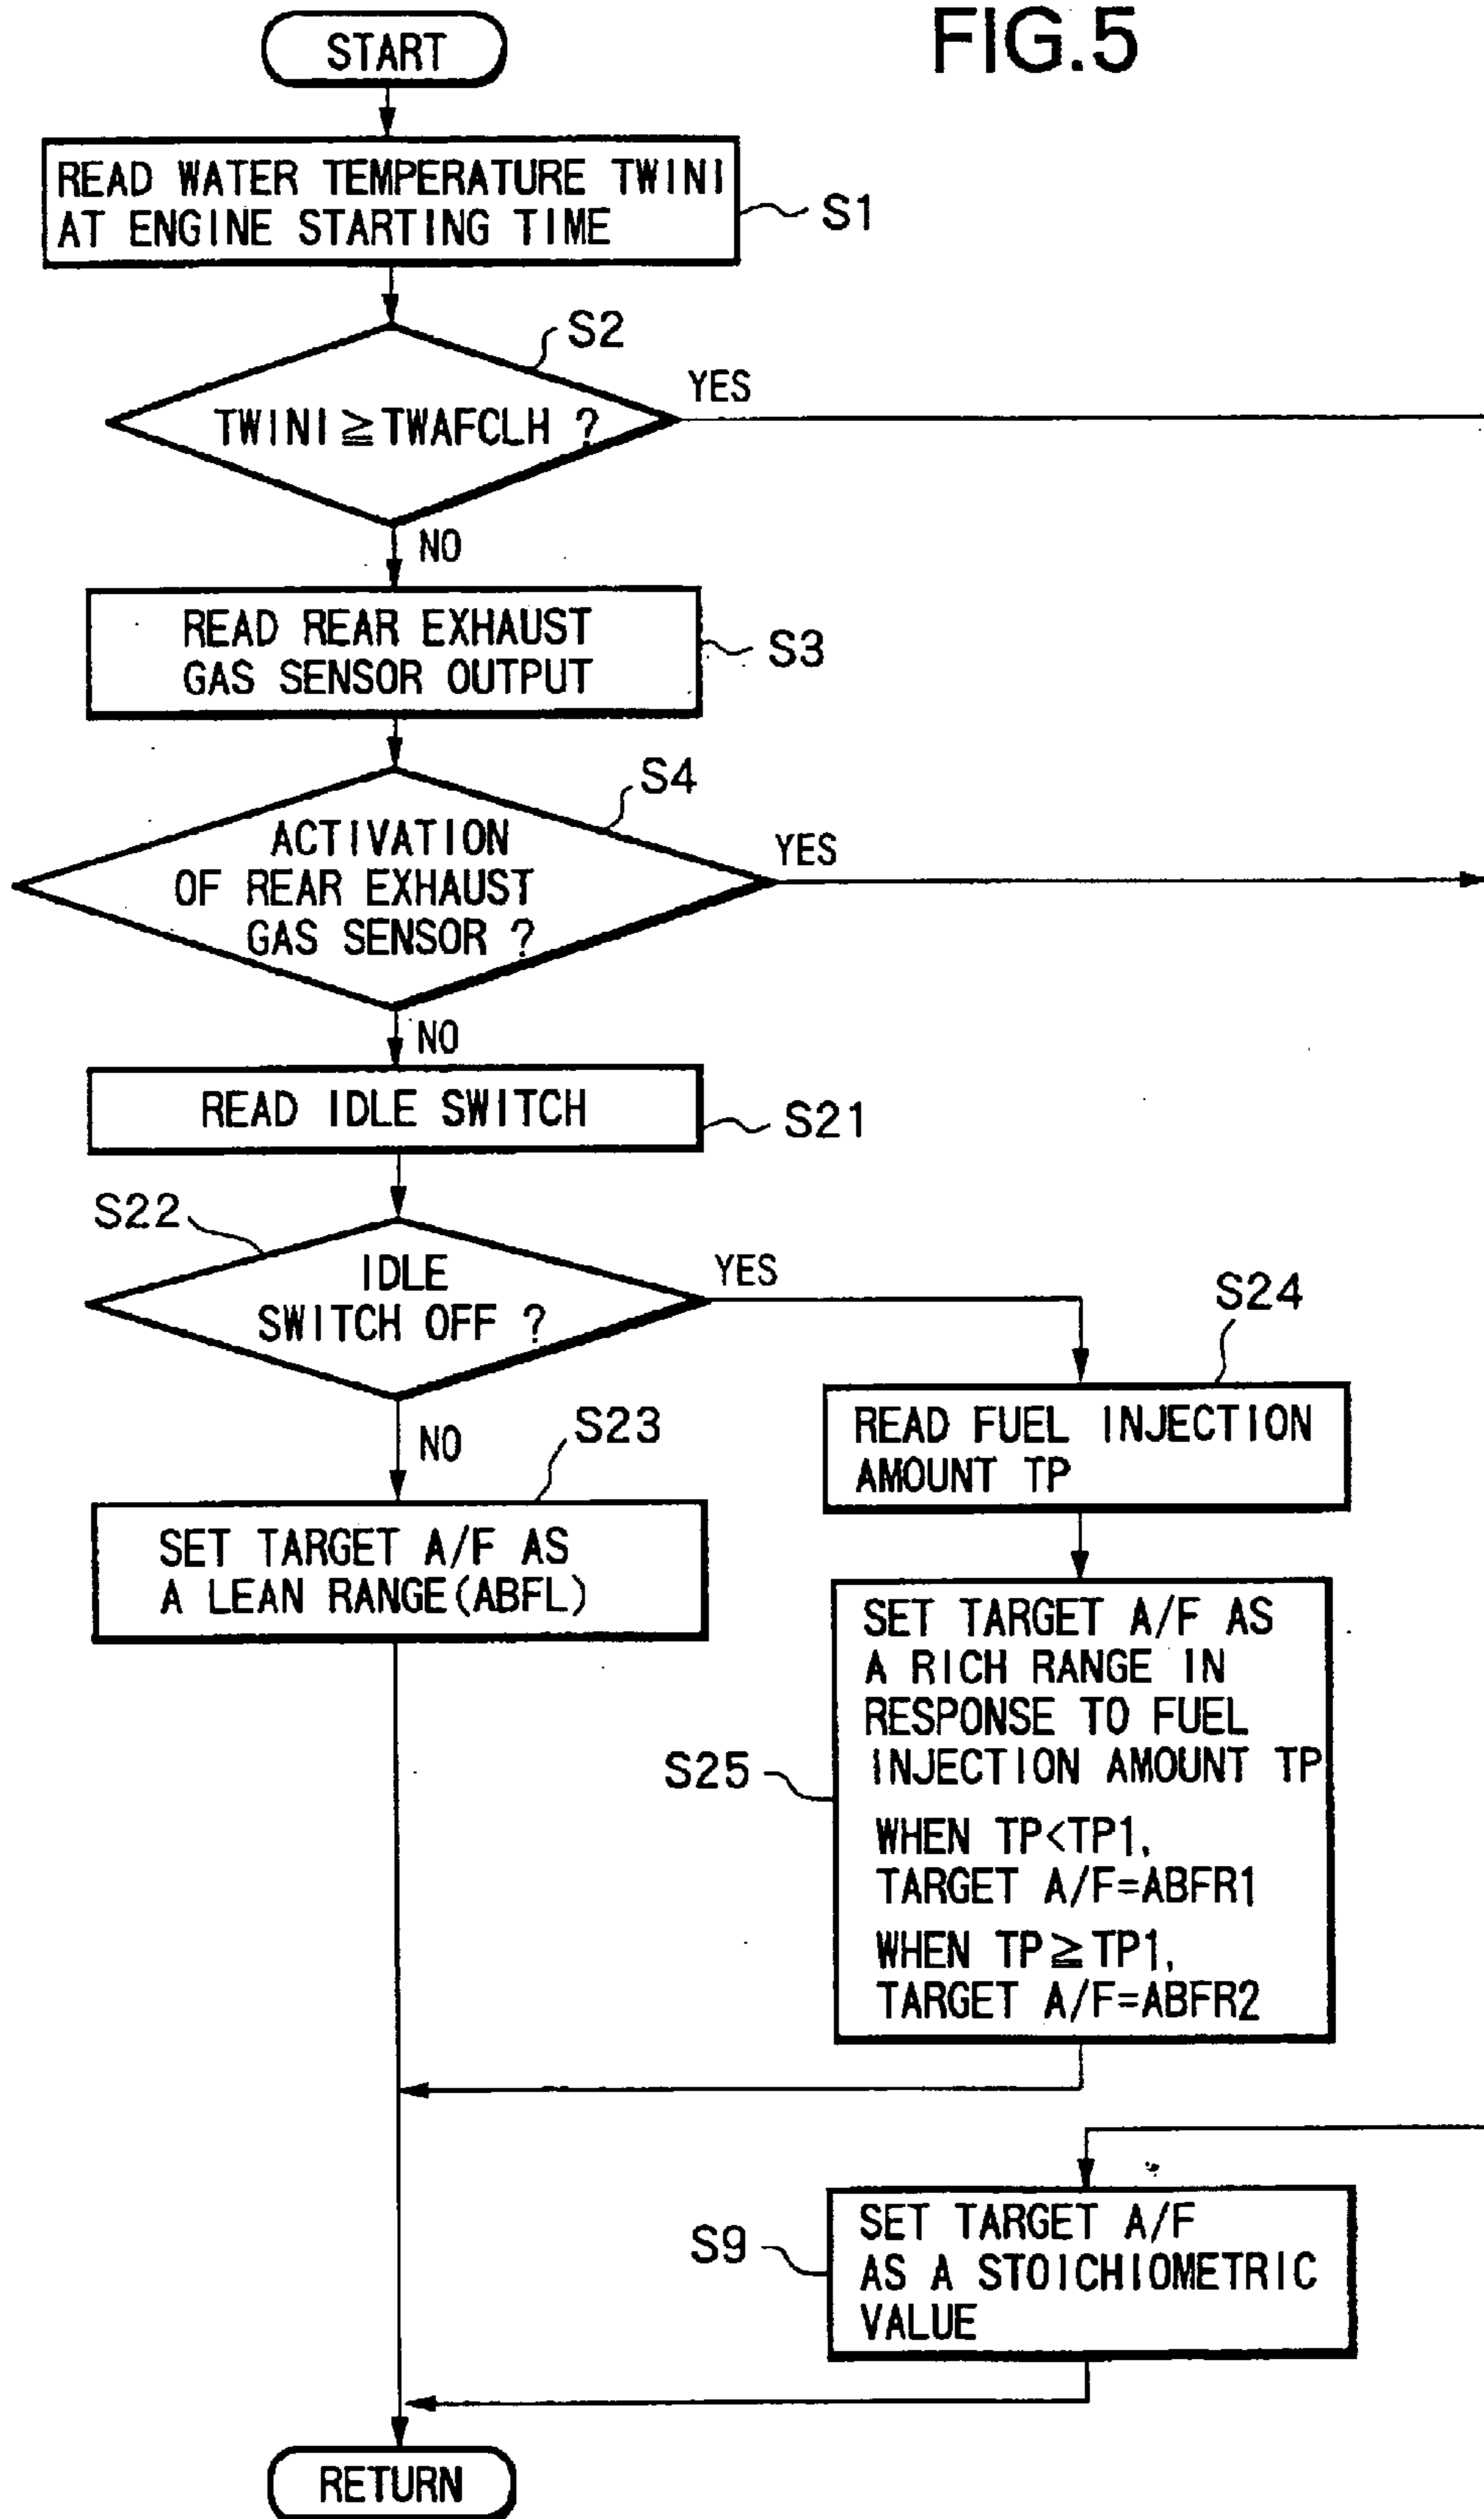 FIG.5
START
READ WATER TEMPERATURE TWINI
AT ENGINE STARTING TIME
S1
S2
TWINI≧TWAFCLH ?
YES
NO
READ REAR EXHAUST
GAS SENSOR OUTPUT
S3
S4
ACTIVATION
OF REAR EXHAUST
GAS SENSOR ?
YES
NO
READ IDLE SWITCH
S21
S22
IDLE
SWITCH OFF ?
YES
NO
S24
READ FUEL INJECTION
AMOUNT TP
S23
SET TARGET A/F AS
A LEAN RANGE(ABFL)
S25
SET TARGET A/F AS
A RICH RANGE IN
RESPONSE TO FUEL
INJECTION AMOUNT TP
WHEN TP<TP1,
TARGET A/F=ABFR1
WHEN TP≧TP1,
TARGET A/F=ABFR2
S9
SET TARGET A/F
AS A STOICHIOMETRIC
VALUE
RETURN